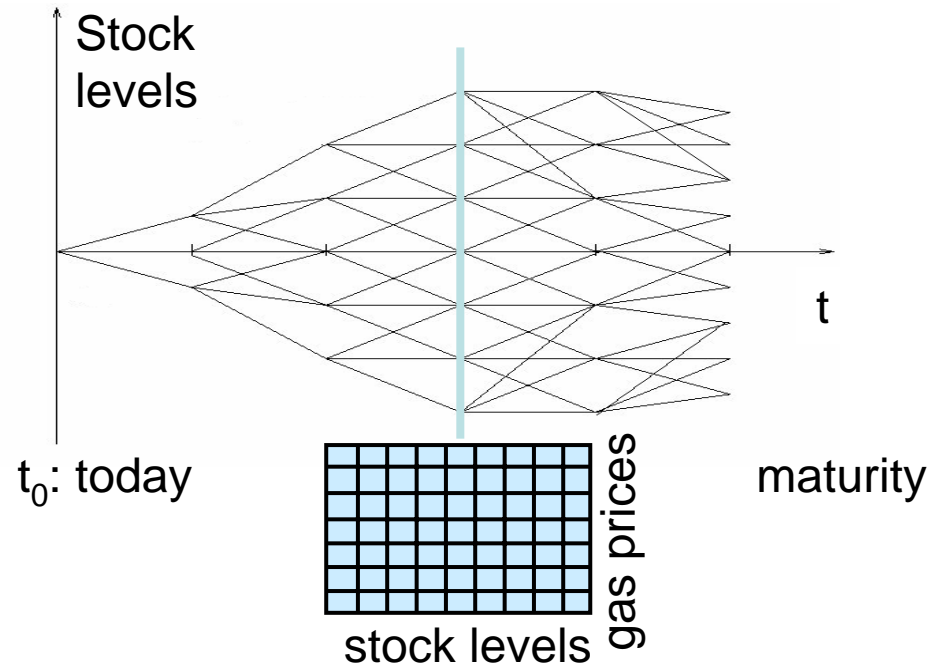 Stock
levels
t
t₀: today
maturity
gas prices
stock levels